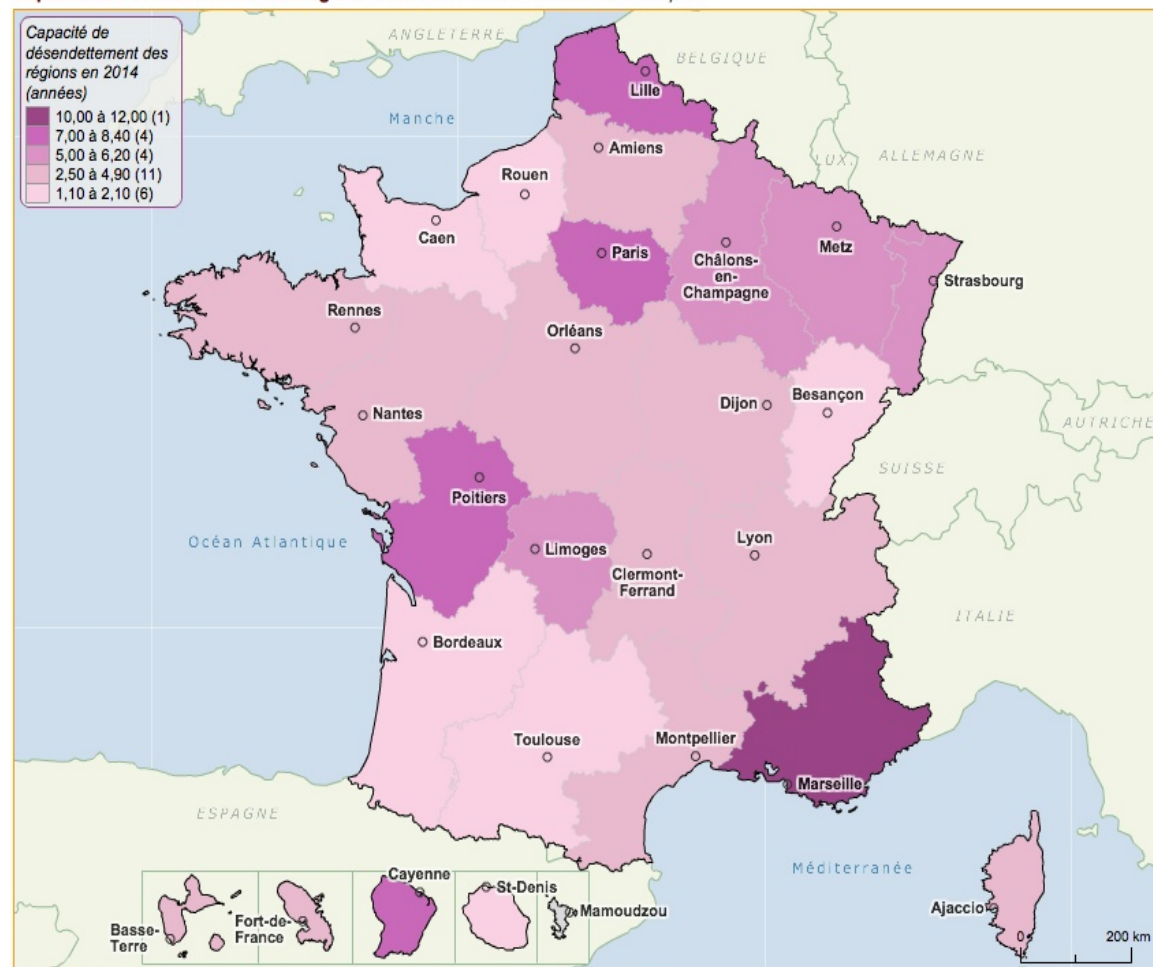 Capacité de
désendettement des
régions en 2014
(années)
10,00 à 12,00 (1)
7,00 à 8,40 (4)
5,00 à 6,20 (4)
2,50 à 4,90 (11)
1,10 à 2,10 (6)
ANGLETERRE
BELGIQUE
Lille
Manche
Amiens
LUX.
ALLEMAGNE
Rouen
Caen
Paris
Châlons-
en-
Champagne
Metz
Strasbourg
Rennes
Orléans
Nantes
Dijon
Besançon
AUTRICHE
SUISSE
Poitiers
Océan Atlantique
Limoges
Clermont-
Ferrand
Lyon
ITALIE
Bordeaux
Toulouse
Montpellier
Marseille
ESPAGNE
Méditerranée
Cayenne
St-Denis
Mamoudzou
Basse-
Terre
Fort-de-
France
Ajaccio
0 200 km